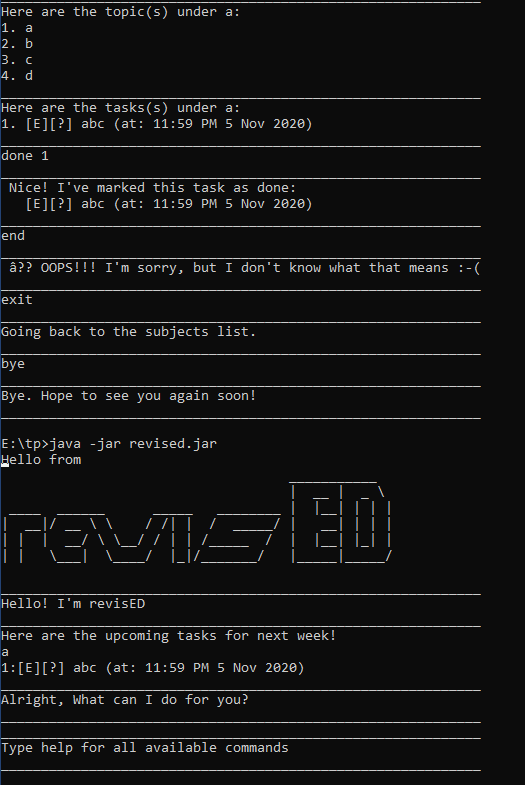 Here are the topic(s) under a:
1. a
2. b
3. c
4. d
Here are the tasks(s) under a:
1. [E][?] abc (at: 11:59 PM 5 Nov 2020)
done 1
Nice! I've marked this task as done:
[E][?] abc (at: 11:59 PM 5 Nov 2020)
end
â?? OOPS!!! I'm sorry, but I don't know what that means :-(
exit
Going back to the subjects list.
bye
Bye. Hope to see you again soon!
E:\tp>java -jar revised.jar
Hello from
revisED
Hello! I'm revisED
Here are the upcoming tasks for next week!
a
1:[E][?] abc (at: 11:59 PM 5 Nov 2020)
Alright, What can I do for you?
Type help for all available commands